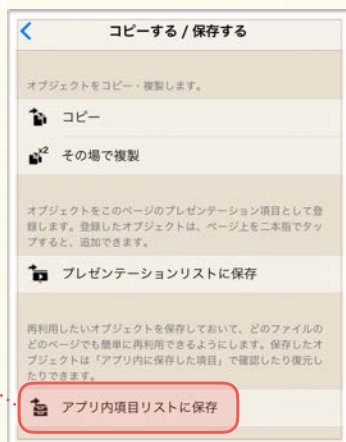 コピーする / 保存する
オブジェクトをコピー・複製します。
コピー
x2 その場で複製
オブジェクトをこのページのプレゼンテーション項目として登
録します。登録したオブジェクトは、ページ上を二本指でタッ
プすると、追加できます。
プレゼンテーションリストに保存
再利用したいオブジェクトを保存しておいて、どのファイルの
どのページでも簡単に再利用できるようにします。保存したオ
ブジェクトは「アプリ内に保存した項目」で確認したり復元し
たりできます。
アプリ内項目リストに保存